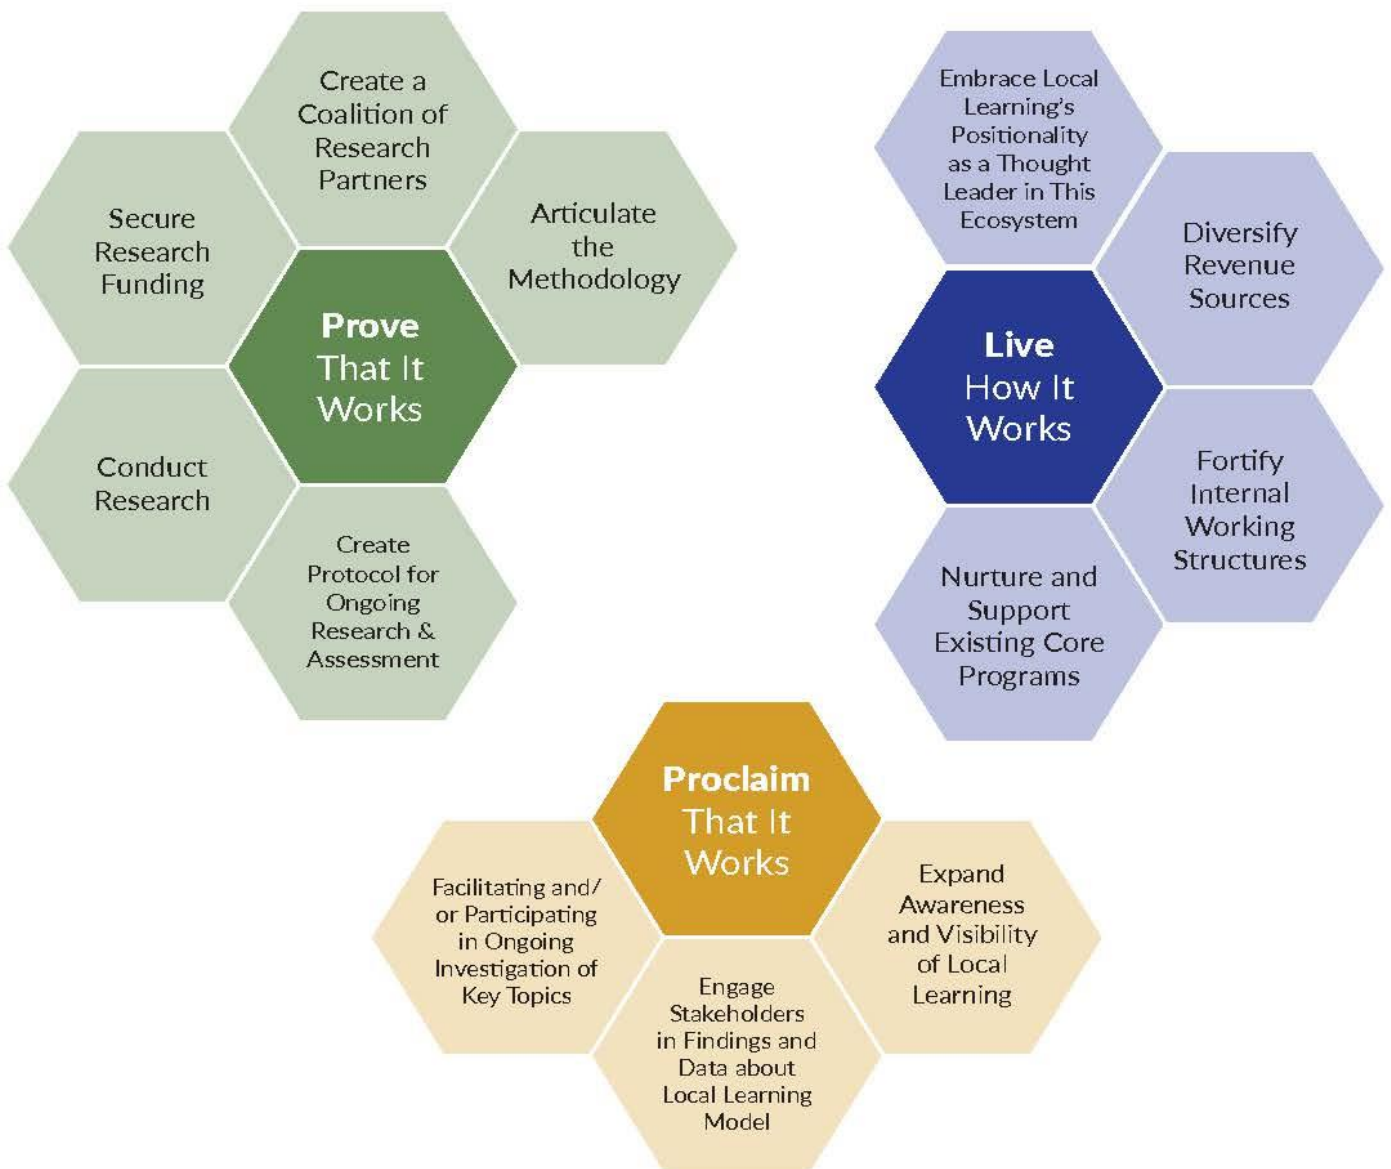 Create a
Coalition of
Research
Partners
Secure
Research
Funding
Articulate
the
Methodology
Prove
That It
Works
Conduct
Research
Create
Protocol for
Ongoing
Research &
Assessment
Embrace Local
Learning's
Positionality
as a Thought
Leader in This
Ecosystem
Diversify
Revenue
Sources
Live
How It
Works
Fortify
Internal
Working
Structures
Nurture and
Support
Existing Core
Programs
Proclaim
That It
Works
Facilitating and/
or Participating
in Ongoing
Investigation of
Key Topics
Engage
Stakeholders
in Findings and
Data about
Local Learning
Model
Expand
Awareness
and Visibility
of Local
Learning